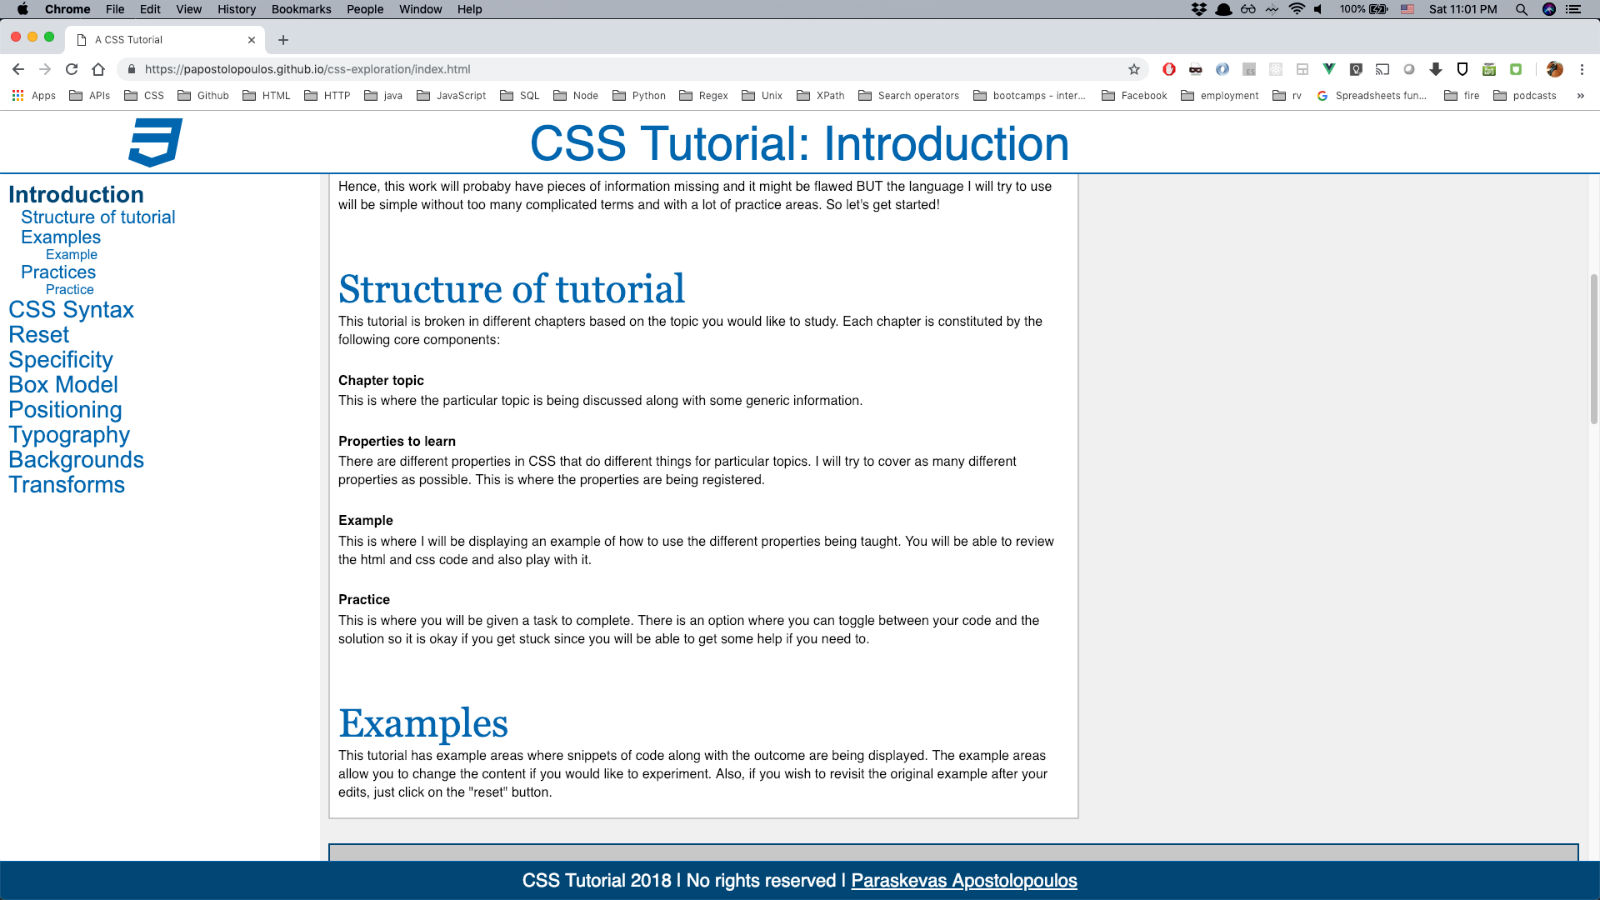 Chrome File Edit View History Bookmarks People Window Help 100% Sat 11:01 PM
A CSS Tutorial
https://papostolopoulos.github.io/css-exploration/index.html
Apps APIs CSS Github HTML HTTP java JavaScript SQL Node Python Regex Unix XPath Search operators bootcamps - inter... Facebook employment rv Spreadsheets fun... fire podcasts »
CSS Tutorial: Introduction
Introduction
Structure of tutorial
Examples
Example
Practices
Practice
CSS Syntax
Reset
Specificity
Box Model
Positioning
Typography
Backgrounds
Transforms
Hence, this work will probaby have pieces of information missing and it might be flawed BUT the language I will try to use
will be simple without too many complicated terms and with a lot of practice areas. So let's get started!
Structure of tutorial
This tutorial is broken in different chapters based on the topic you would like to study. Each chapter is constituted by the
following core components:
Chapter topic
This is where the particular topic is being discussed along with some generic information.
Properties to learn
There are different properties in CSS that do different things for particular topics. I will try to cover as many different
properties as possible. This is where the properties are being registered.
Example
This is where I will be displaying an example of how to use the different properties being taught. You will be able to review
the html and css code and also play with it.
Practice
This is where you will be given a task to complete. There is an option where you can toggle between your code and the
solution so it is okay if you get stuck since you will be able to get some help if you need to.
Examples
This tutorial has example areas where snippets of code along with the outcome are being displayed. The example areas
allow you to change the content if you would like to experiment. Also, if you wish to revisit the original example after your
edits, just click on the "reset" button.
CSS Tutorial 2018 | No rights reserved | Paraskevas Apostolopoulos